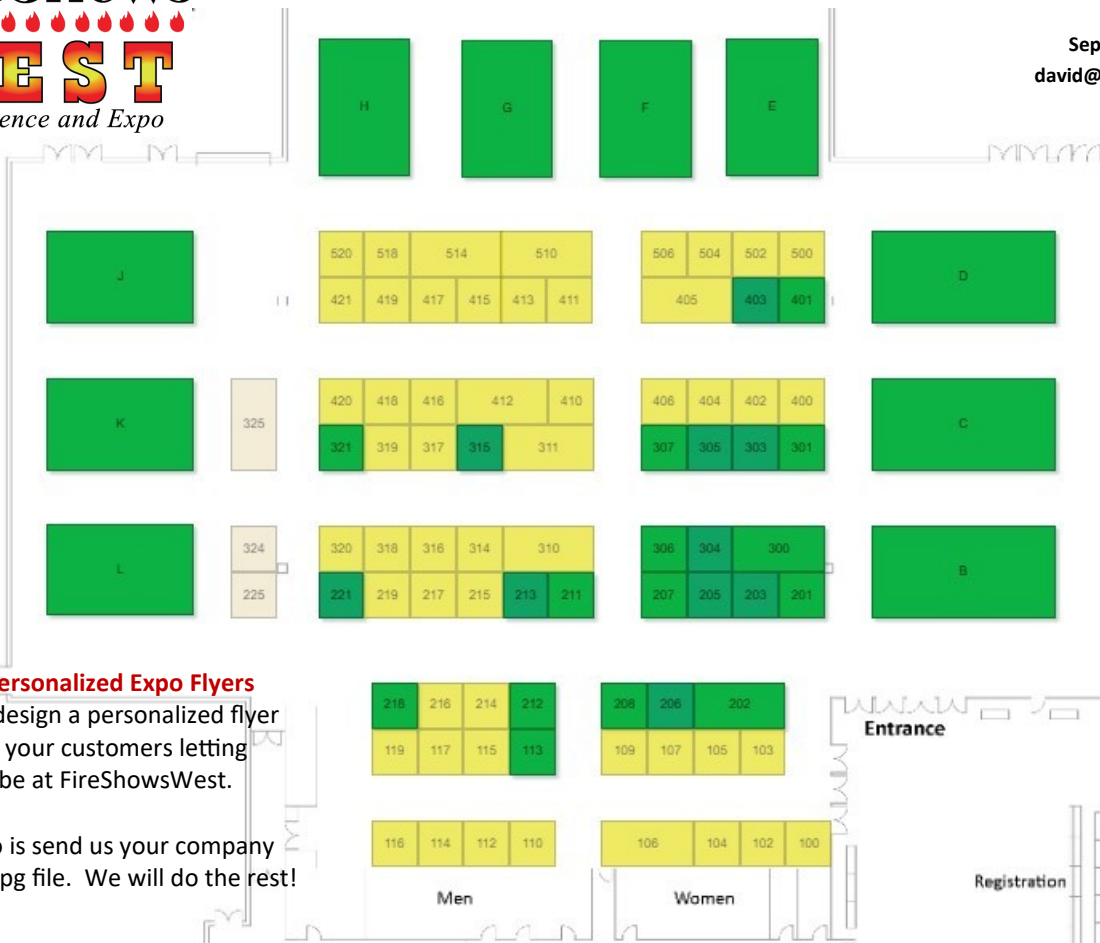 EST
ence and Expo
Sep
david@
H G F E
J 520 518 514 510 506 504 502 500 D
421 419 417 415 413 411 405 403 401
K 325 420 418 416 412 410 406 404 402 400 C
321 319 317 315 311 307 305 303 301
L 324 320 318 316 314 310 306 304 300 B
225 221 219 217 215 213 211 207 205 203 201
ersonalized Expo Flyers
design a personalized flyer
your customers letting
be at FireShowsWest.
is send us your company
pg file. We will do the rest!
218 216 214 212 208 206 202
119 117 115 113 109 107 105 103
116 114 112 110 106 104 102 100
Men Women
Entrance
Registration